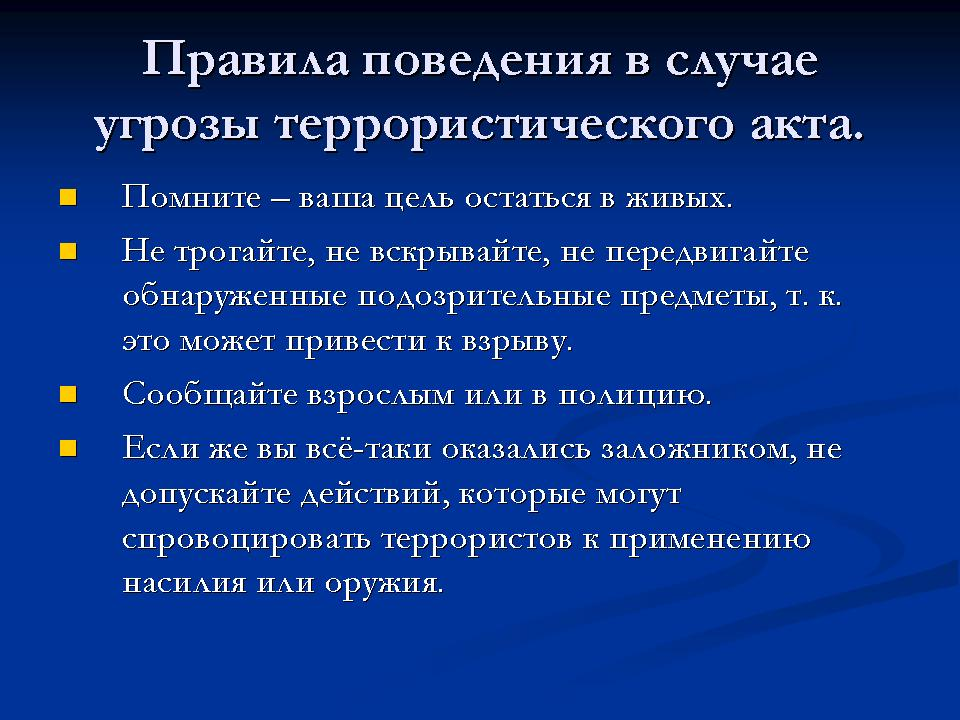 Правила поведения в случае
угрозы террористического акта.
Помните – ваша цель остаться в живых.
Не трогайте, не вскрывайте, не передвигайте
обнаруженные подозрительные предметы, т. к.
это может привести к взрыву.
Сообщайте взрослым или в полицию.
Если же вы всё-таки оказались заложником, не
допускайте действий, которые могут
спровоцировать террористов к применению
насилия или оружия.